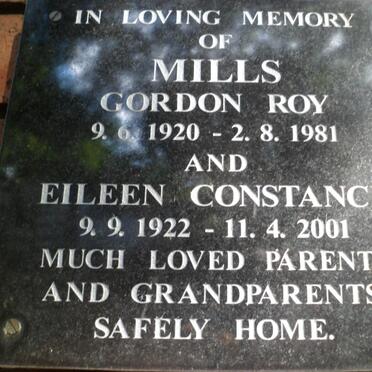 IN LOVING MEMORY
OF
MILLS
GORDON ROY
9. 6. 1920 - 2. 8. 1981
AND
EILEEN CONSTANC
9. 9. 1922 - 11. 4. 2001
MUCH LOVED PARENT
AND GRANDPARENTS
SAFELY HOME.